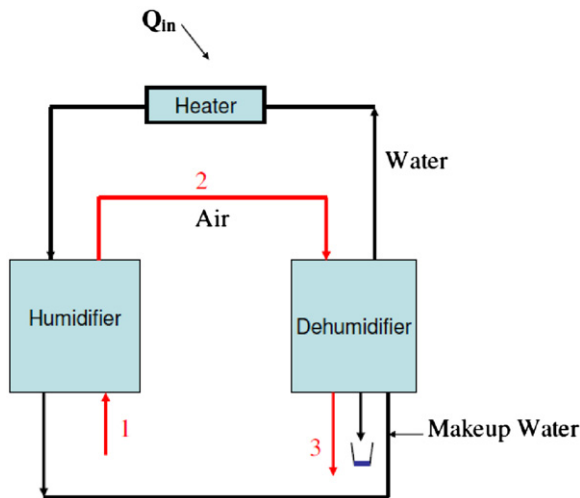 Qin
Heater
Water
2
Air
Humidifier
Dehumidifier
1
3
Makeup Water